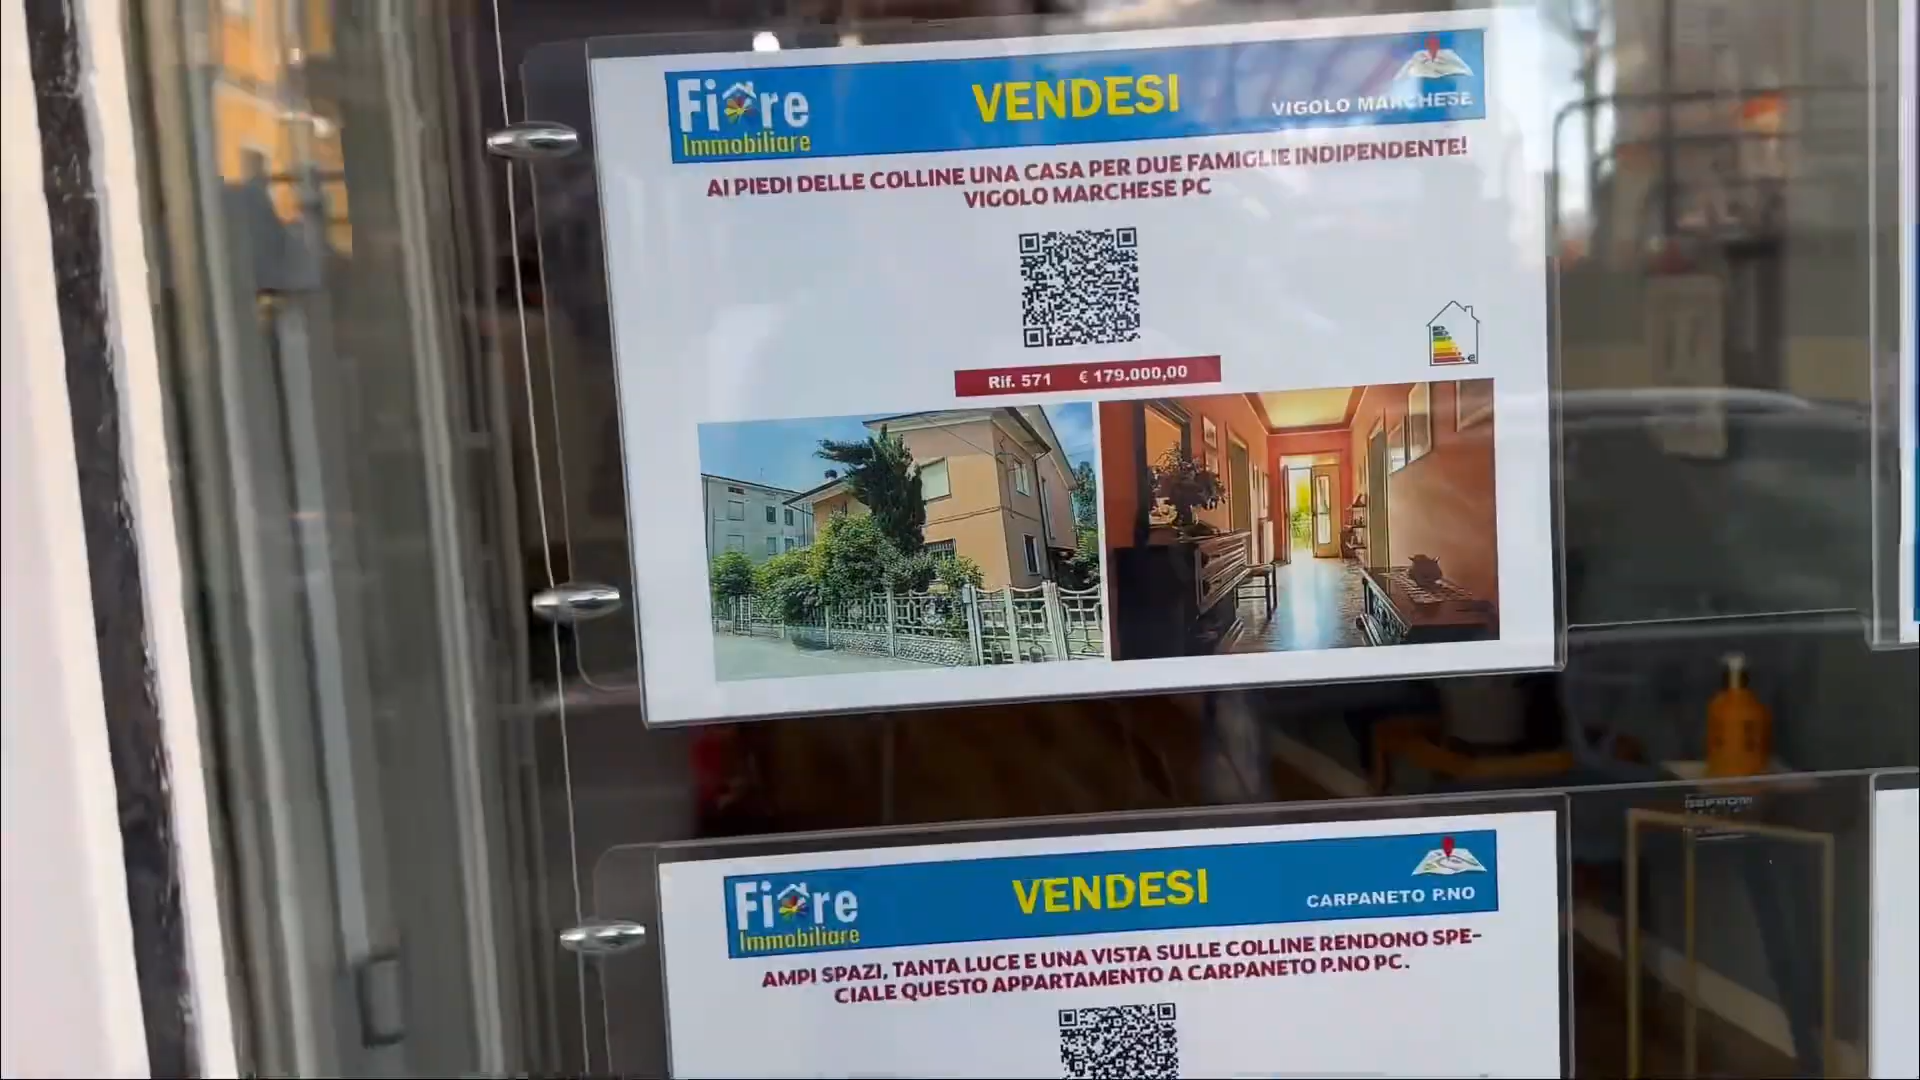 Fiore
Immobiliare
VENDESI
VIGOLO MARCHESE
AI PIEDI DELLE COLLINE UNA CASA PER DUE FAMIGLIE INDIPENDENTE!
VIGOLO MARCHESE PC
Rif. 571 € 179.000,00
Fiore
Immobiliare
VENDESI
CARPANETO P.NO
AMPI SPAZI, TANTA LUCE E UNA VISTA SULLE COLLINE RENDONO SPE-
CIALE QUESTO APPARTAMENTO A CARPANETO P.NO PC.